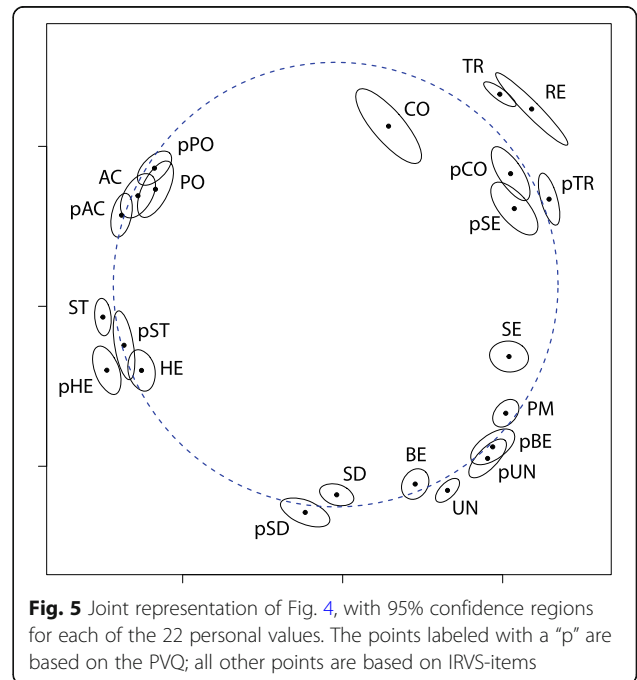 TR
RE
CO
pPO
AC
PO
pCO
pTR
pAC
pSE
ST
pST
SE
HE
pHE
PM
pBE
BE
pUN
SD
UN
pSD
Fig. 5 Joint representation of Fig. 4, with 95% confidence regions
for each of the 22 personal values. The points labeled with a “p” are
based on the PVQ; all other points are based on IRVS-items